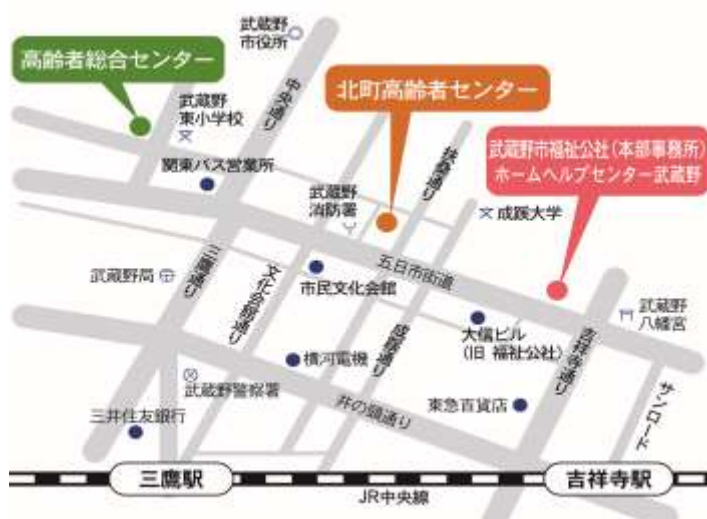 武蔵野
市役所
高齢者総合センター
武蔵野
東小学校
中央通り
北町高齢者センター
扶桑通り
武蔵野市福祉公社(本部事務所)
ホームヘルプセンター武蔵野
関東バス営業所
武蔵野
消防署
成蹊大学
三鷹通り
武蔵野局
文化会館通り
市民文化会館
五日市街道
成蹊通り
大信ビル
(旧 福祉公社)
吉祥寺通り
武蔵野
八幡宮
横河電機
武蔵野警察署
井の頭通り
東急百貨店
サンロード
三井住友銀行
三鷹駅
JR中央線
吉祥寺駅